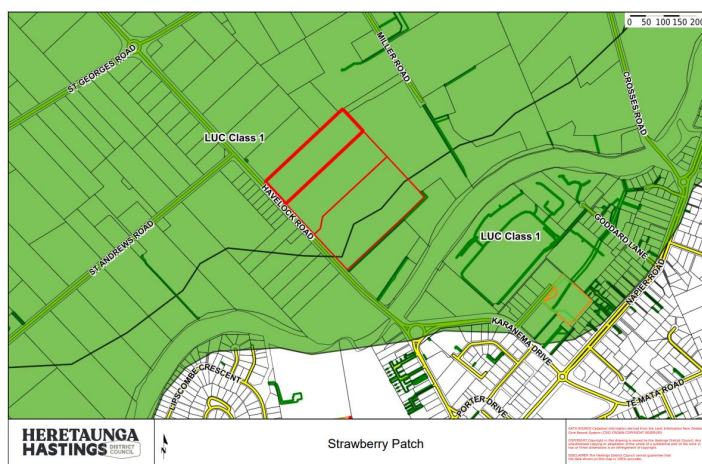 0 50 100 150 200
ST GEORGES ROAD
MILLER ROAD
CROSSES ROAD
LUC Class 1
HAVELOCK ROAD
ST ANDREWS ROAD
LUC Class 1
GODDARD LANE
NAPIER ROAD
KARANEMA DRIVE
LIPSCOMBE CRESCENT
PORTER DRIVE
TE MATA ROAD
HERETAUNGA
HASTINGS DISTRICT COUNCIL
N
Strawberry Patch